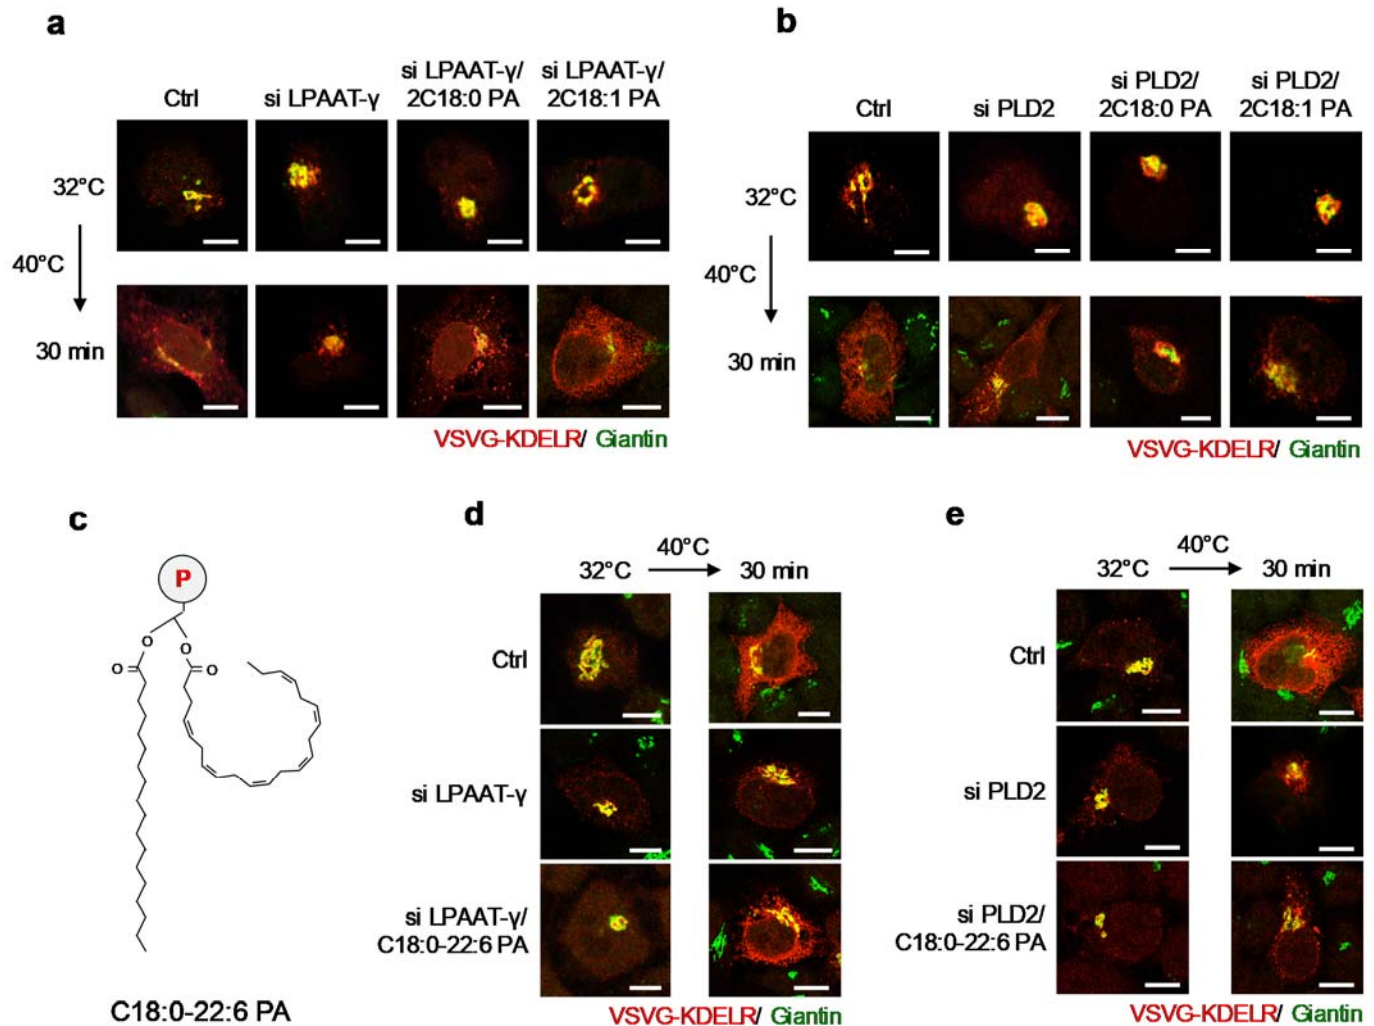 a
Ctrl
si LPAAT-γ
si LPAAT-γ/
2C18:0 PA
si LPAAT-γ/
2C18:1 PA
32°C
40°C
30 min
VSVG-KDELR/ Giantin
b
Ctrl
si PLD2
si PLD2/
2C18:0 PA
si PLD2/
2C18:1 PA
32°C
40°C
30 min
VSVG-KDELR/ Giantin
c
P
O
O
O
O
C18:0-22:6 PA
d
40°C
32°C
30 min
Ctrl
si LPAAT-γ
si LPAAT-γ/
C18:0-22:6 PA
VSVG-KDELR/ Giantin
e
40°C
32°C
30 min
Ctrl
si PLD2
si PLD2/
C18:0-22:6 PA
VSVG-KDELR/ Giantin